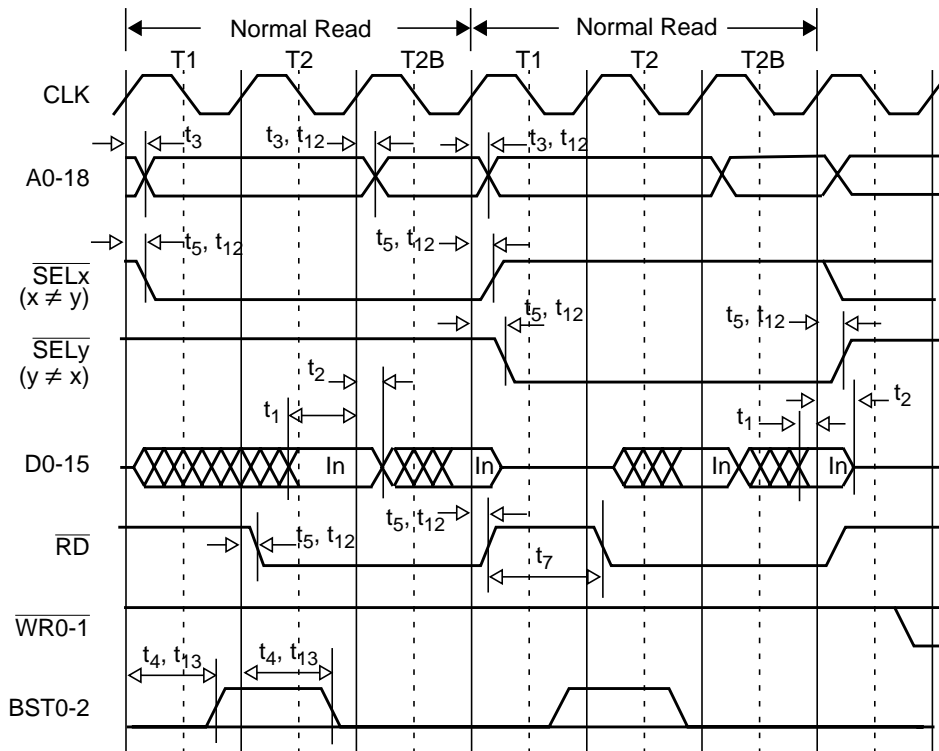 Normal Read Normal Read
T1 T2 T2B T1 T2 T2B
CLK
t3 t3, t12 t3, t12
A0-18
t5, t12 t5, t12
SELx
(x ≠ y)
t5, t12 t5, t12
SELy
(y ≠ x)
t2 t2
t1 t1
D0-15 In In In In
t5, t12 t5, t12
RD
t7
WR0-1
t4, t13 t4, t13
BST0-2